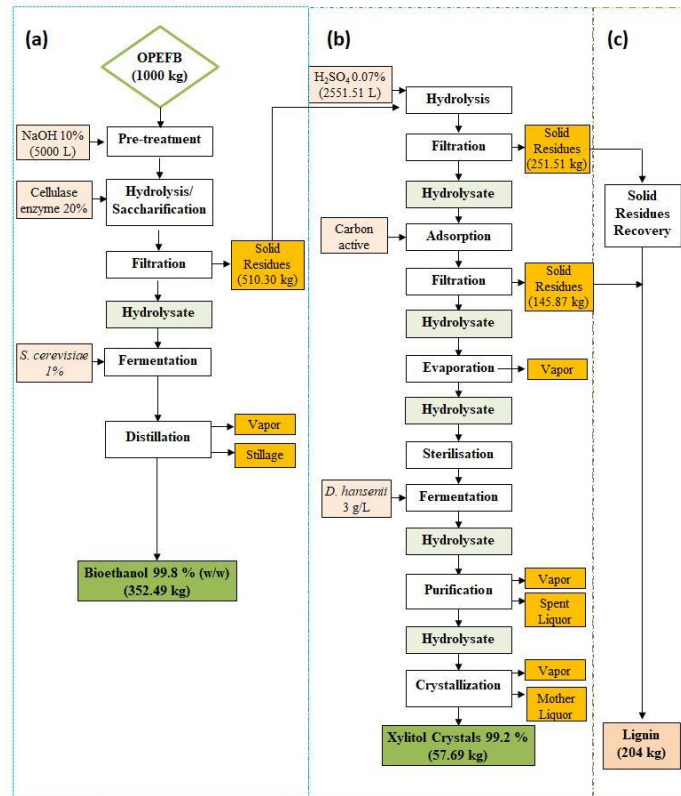 (a)
OPEFB
(1000 kg)
NaOH 10%
(5000 L)
Pre-treatment
Cellulase
enzyme 20%
Hydrolysis/
Saccharification
Filtration
Solid
Residues
(510.30 kg)
Hydrolysate
S. cerevisiae
1%
Fermentation
Distillation
Vapor
Stillage
Bioethanol 99.8 % (w/w)
(352.49 kg)
(b)
H₂SO₄ 0.07%
(2551.51 L)
Hydrolysis
Filtration
Solid
Residues
(251.51 kg)
Hydrolysate
Carbon
active
Adsorption
Filtration
Solid
Residues
(145.87 kg)
Hydrolysate
Evaporation
Vapor
Hydrolysate
Sterilisation
D. hansenii
3 g/L
Fermentation
Hydrolysate
Purification
Vapor
Spent
Liquor
Hydrolysate
Crystallization
Vapor
Mother
Liquor
Xylitol Crystals 99.2 %
(57.69 kg)
(c)
Solid
Residues
Recovery
Lignin
(204 kg)